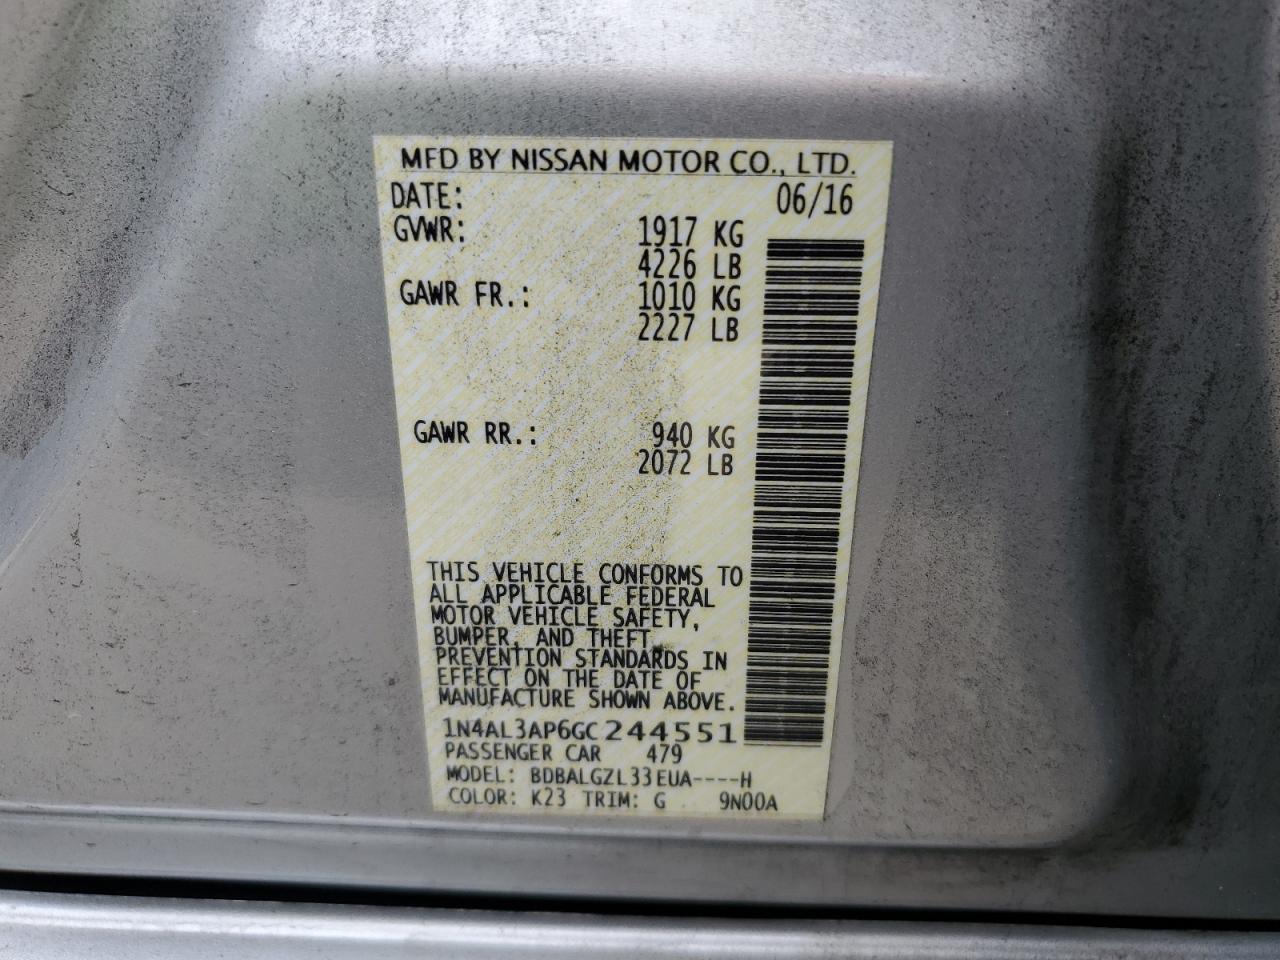 MFD BY NISSAN MOTOR CO., LTD.
DATE: 06/16
GVWR: 1917 KG
4226 LB
GAWR FR.: 1010 KG
2227 LB
GAWR RR.: 940 KG
2072 LB
THIS VEHICLE CONFORMS TO
ALL APPLICABLE FEDERAL
MOTOR VEHICLE SAFETY,
BUMPER, AND THEFT
PREVENTION STANDARDS IN
EFFECT ON THE DATE OF
MANUFACTURE SHOWN ABOVE.
1N4AL3AP6GC244551
PASSENGER CAR 479
MODEL: BDBALGZL33EUA----H
COLOR: K23 TRIM: G 9N00A